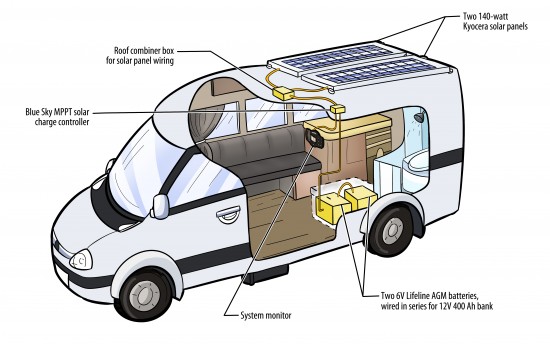 Two 140-watt
Kyocera solar panels
Roof combiner box
for solar panel wiring
Blue Sky MPPT solar
charge controller
Two 6V Lifeline AGM batteries,
wired in series for 12V 400 Ah bank
System monitor